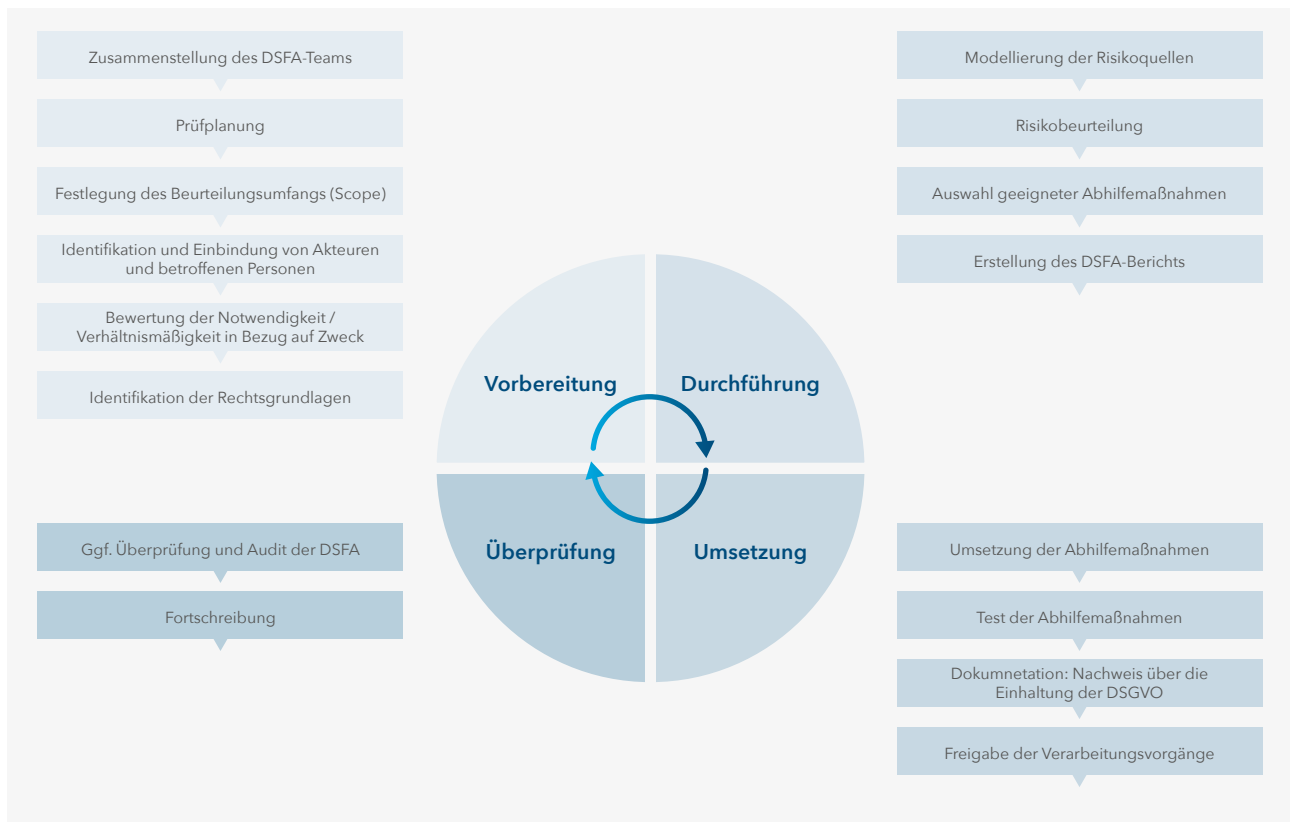 Zusammenstellung des DSFA-Teams
Prüfplanung
Festlegung des Beurteilungsumfangs (Scope)
Identifikation und Einbindung von Akteuren
und betroffenen Personen
Bewertung der Notwendigkeit /
Verhältnismäßigkeit in Bezug auf Zweck
Identifikation der Rechtsgrundlagen
Modellierung der Risikoquellen
Risikobeurteilung
Auswahl geeigneter Abhilfemaßnahmen
Erstellung des DSFA-Berichts
Vorbereitung
Durchführung
Überprüfung
Umsetzung
Ggf. Überprüfung und Audit der DSFA
Fortschreibung
Umsetzung der Abhilfemaßnahmen
Test der Abhilfemaßnahmen
Dokumnetation: Nachweis über die
Einhaltung der DSGVO
Freigabe der Verarbeitungsvorgänge